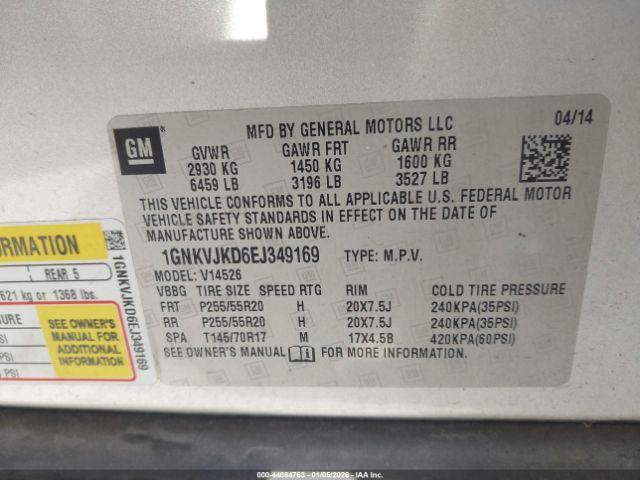 GM
MFD BY GENERAL MOTORS LLC 04/14
GVWR GAWR FRT GAWR RR
2930 KG 1450 KG 1600 KG
6459 LB 3196 LB 3527 LB
THIS VEHICLE CONFORMS TO ALL APPLICABLE U.S. FEDERAL MOTOR
VEHICLE SAFETY STANDARDS IN EFFECT ON THE DATE OF
MANUFACTURE SHOWN ABOVE.
1GNKVJKD6EJ349169 TYPE: M.P.V.
MODEL: V14526
VBBG TIRE SIZE SPEED RTG RIM COLD TIRE PRESSURE
FRT P255/55R20 H 20X7.5J 240KPA(35PSI)
RR P255/55R20 H 20X7.5J 240KPA(35PSI)
SPA T145/70R17 M 17X4.5B 420KPA(60PSI)
SEE OWNER'S MANUAL FOR MORE INFORMATION.
ORMATION
REAR 5
621 kg or 1368 lbs.
SURE
PSI
PSI
PSI
SEE OWNER'S
MANUAL FOR
ADDITIONAL
INFORMATION
1GNKVJKD6EJ349169
© COPART - 44084763 - 01/05/2026 - IAA, Inc.